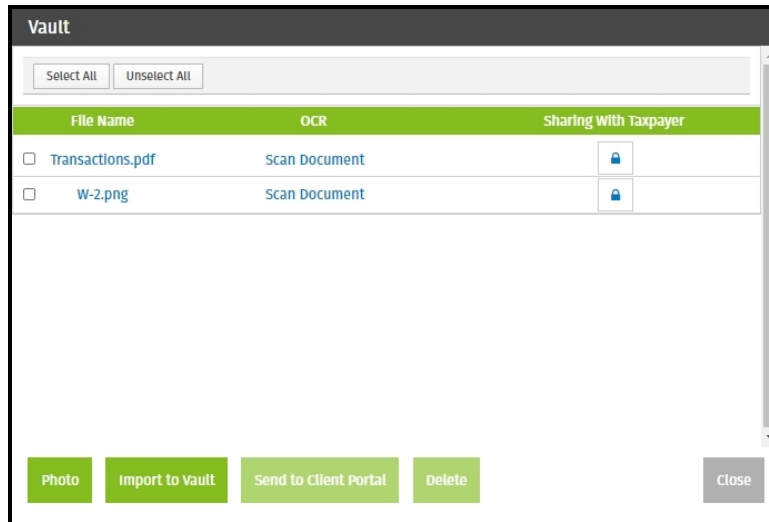 Vault
Select All Unselect All
File Name OCR Sharing With Taxpayer
Transactions.pdf Scan Document
W-2.png Scan Document
Photo Import to Vault Send to Client Portal Delete Close